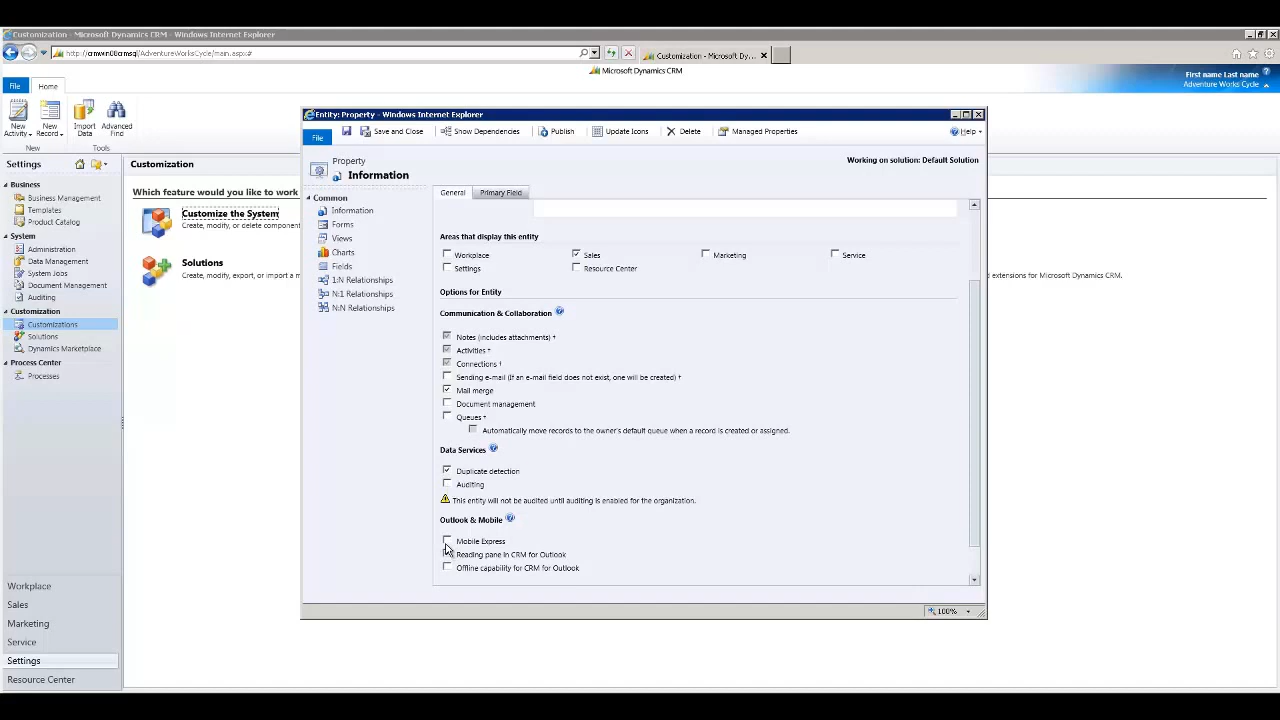 Customization - Microsoft Dynamics CRM - Windows Internet Explorer
http://crmwin08crmsql/AdventureWorksCycle/main.aspx#
Customization - Microsoft Dy...
Microsoft Dynamics CRM
File
Home
First name Last name
Adventure Works Cycle
New Activity
New Record
Import Data
Advanced Find
New
Tools
Settings
Business
Business Management
Templates
Product Catalog
System
Administration
Data Management
System Jobs
Document Management
Auditing
Customization
Customizations
Solutions
Dynamics Marketplace
Process Center
Processes
Workplace
Sales
Marketing
Service
Settings
Resource Center
Customization
Which feature would you like to work
Customize the System
Create, modify, or delete component
Solutions
Create, modify, export, or import a m
extensions for Microsoft Dynamics CRM.
Entity: Property - Windows Internet Explorer
File
Save and Close
Show Dependencies
Publish
Update Icons
Delete
Managed Properties
Help
Property
Information
Working on solution: Default Solution
Common
Information
Forms
Views
Charts
Fields
1:N Relationships
N:1 Relationships
N:N Relationships
General
Primary Field
Areas that display this entity
Workplace
Sales
Marketing
Service
Settings
Resource Center
Options for Entity
Communication & Collaboration
Notes (includes attachments) †
Activities †
Connections †
Sending e-mail (If an e-mail field does not exist, one will be created) †
Mail merge
Document management
Queues †
Automatically move records to the owner's default queue when a record is created or assigned.
Data Services
Duplicate detection
Auditing
This entity will not be audited until auditing is enabled for the organization.
Outlook & Mobile
Mobile Express
Reading pane in CRM for Outlook
Offline capability for CRM for Outlook
100%